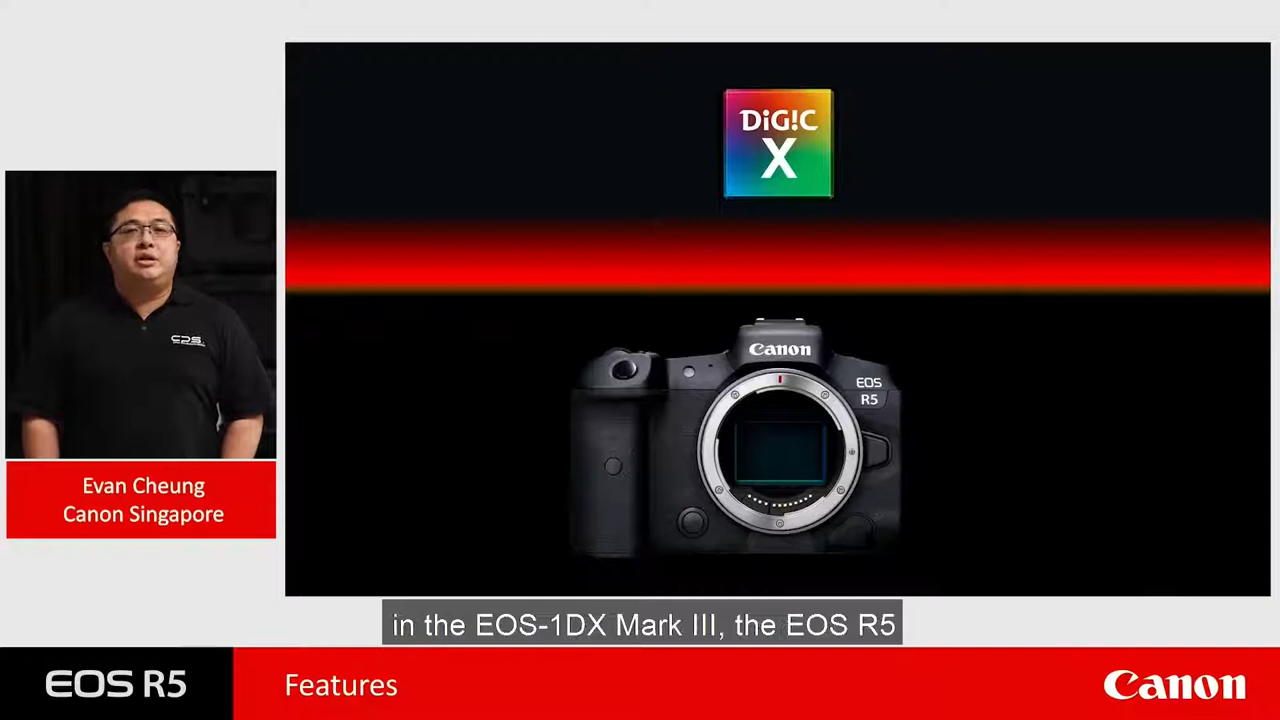 DiG!C
X
Canon
EOS
R5
CPS
Evan Cheung
Canon Singapore
in the EOS-1DX Mark III, the EOS R5
EOS R5
Features
Canon